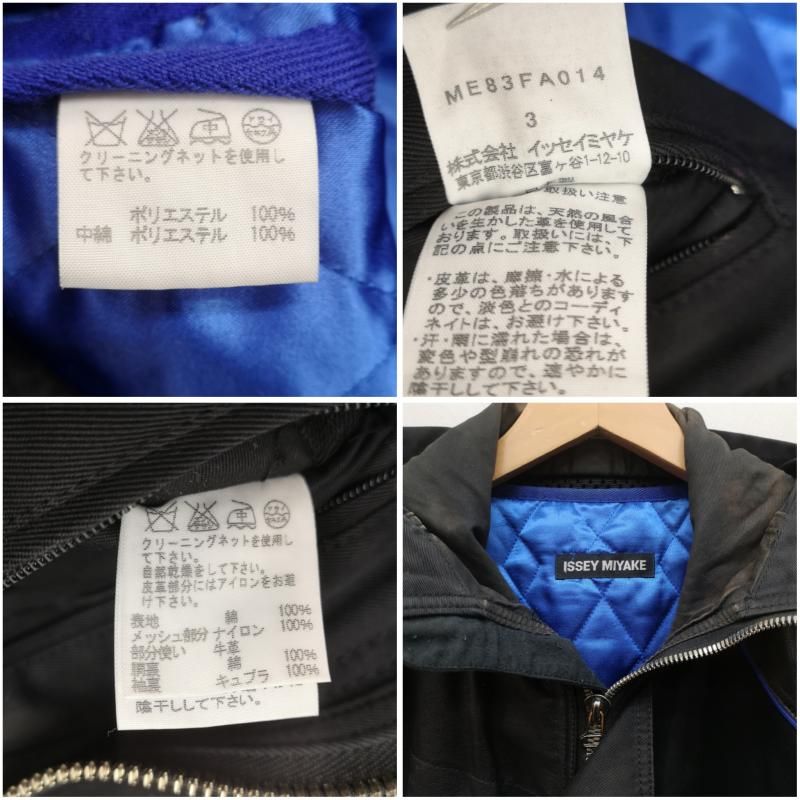 クリーニングネットを使用し
て下さい。
ポリエステル 100%
中綿 ポリエステル 100%
ME83FA014
3
株式会社 イッセイミヤケ
東京都渋谷区富ヶ谷1-12-10
取扱い注意
この製品は、天然の風合
いを生かした革を使用して
おります。取扱いには、下
記の点にご注意下さい。
・皮革は、摩擦・水による
多少の色落ちがあります
ので、淡色とのコーディ
ネイトは、お避け下さい。
・汗・雨に濡れた場合は、
変色や型崩れの恐れが
ありますので、速やかに
陰干しして下さい。
中
クリーニングネットを使用し
て下さい。
自然乾燥をして下さい。
皮革部分にはアイロンをお避
け下さい。
表地 綿 100%
メッシュ部分 ナイロン 100%
部分使い 牛革
胴裏 綿 100%
袖裏 キュプラ 100%
陰干しして下さい。
ISSEY MIYAKE